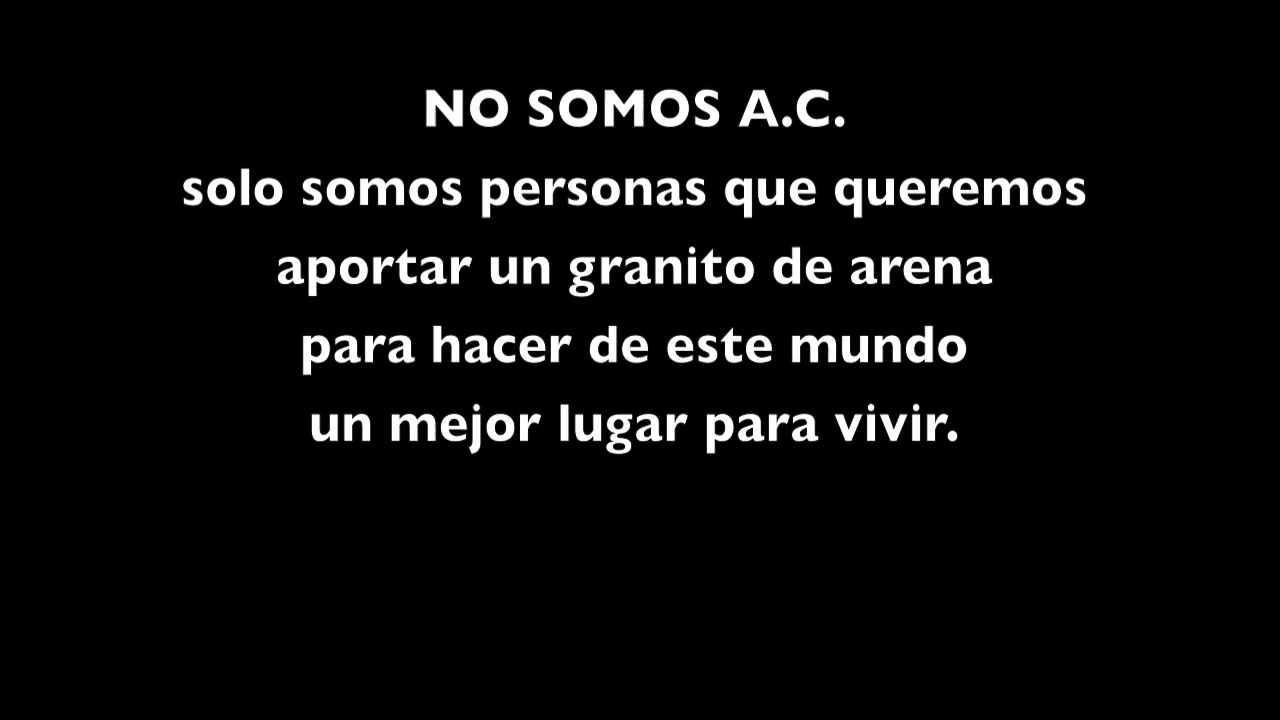 NO SOMOS A.C.
solo somos personas que queremos
aportar un granito de arena
para hacer de este mundo
un mejor lugar para vivir.